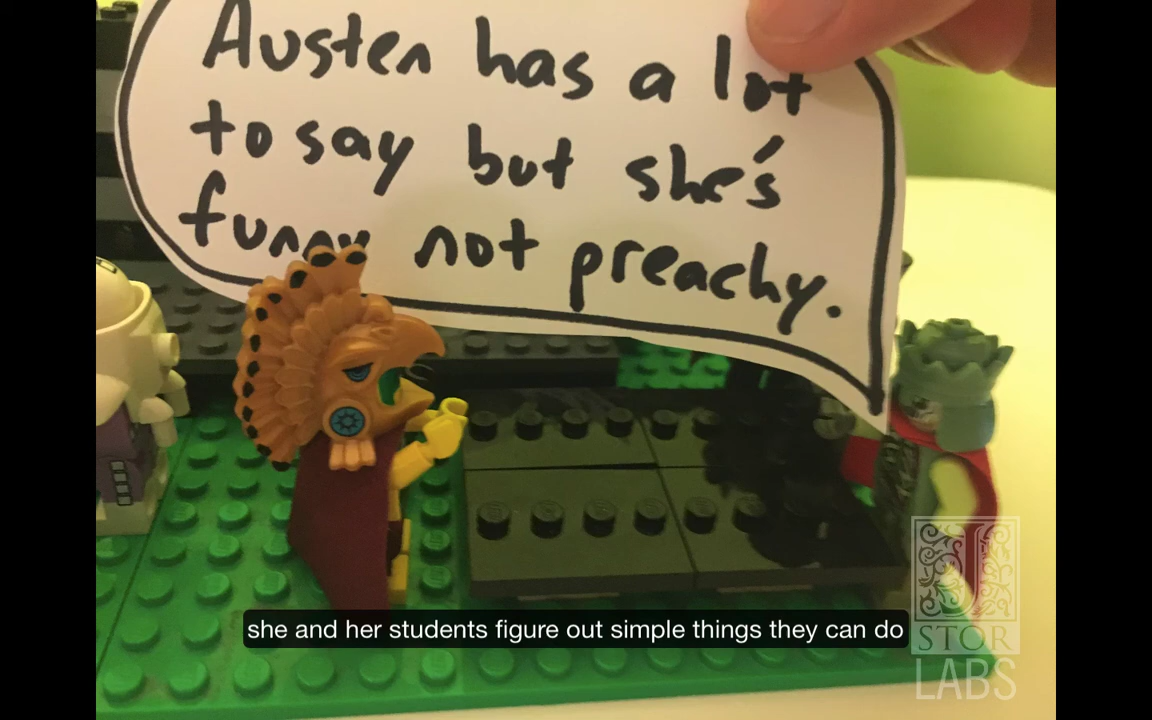 Austen has a lot
to say but she's
funny not preachy.
she and her students figure out simple things they can do
J
STOR
LABS